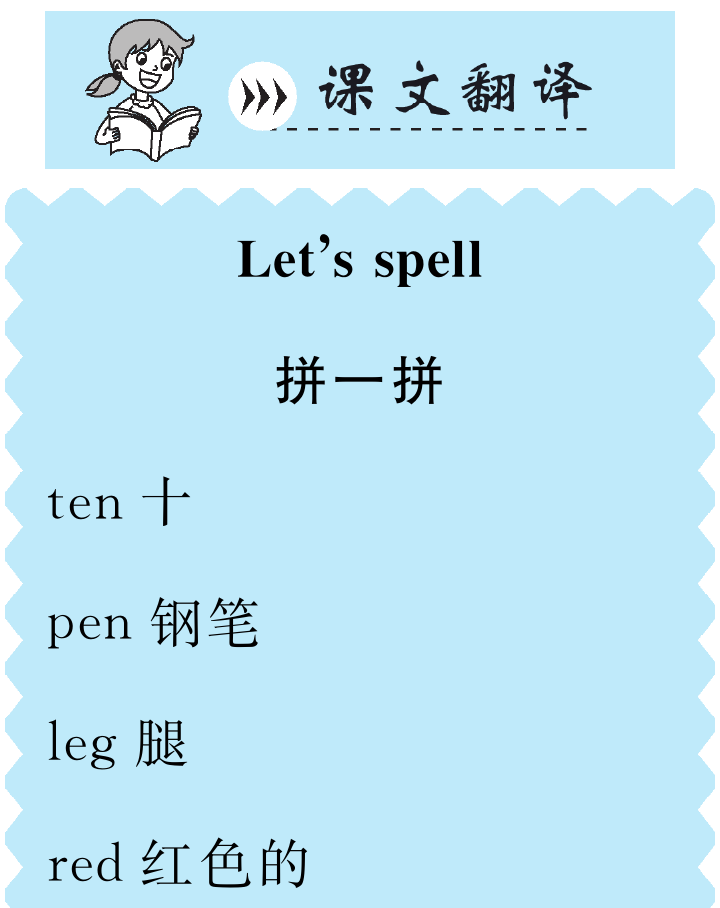 课文翻译
Let's spell
拼一拼
ten 十
pen 钢笔
leg 腿
red 红色的